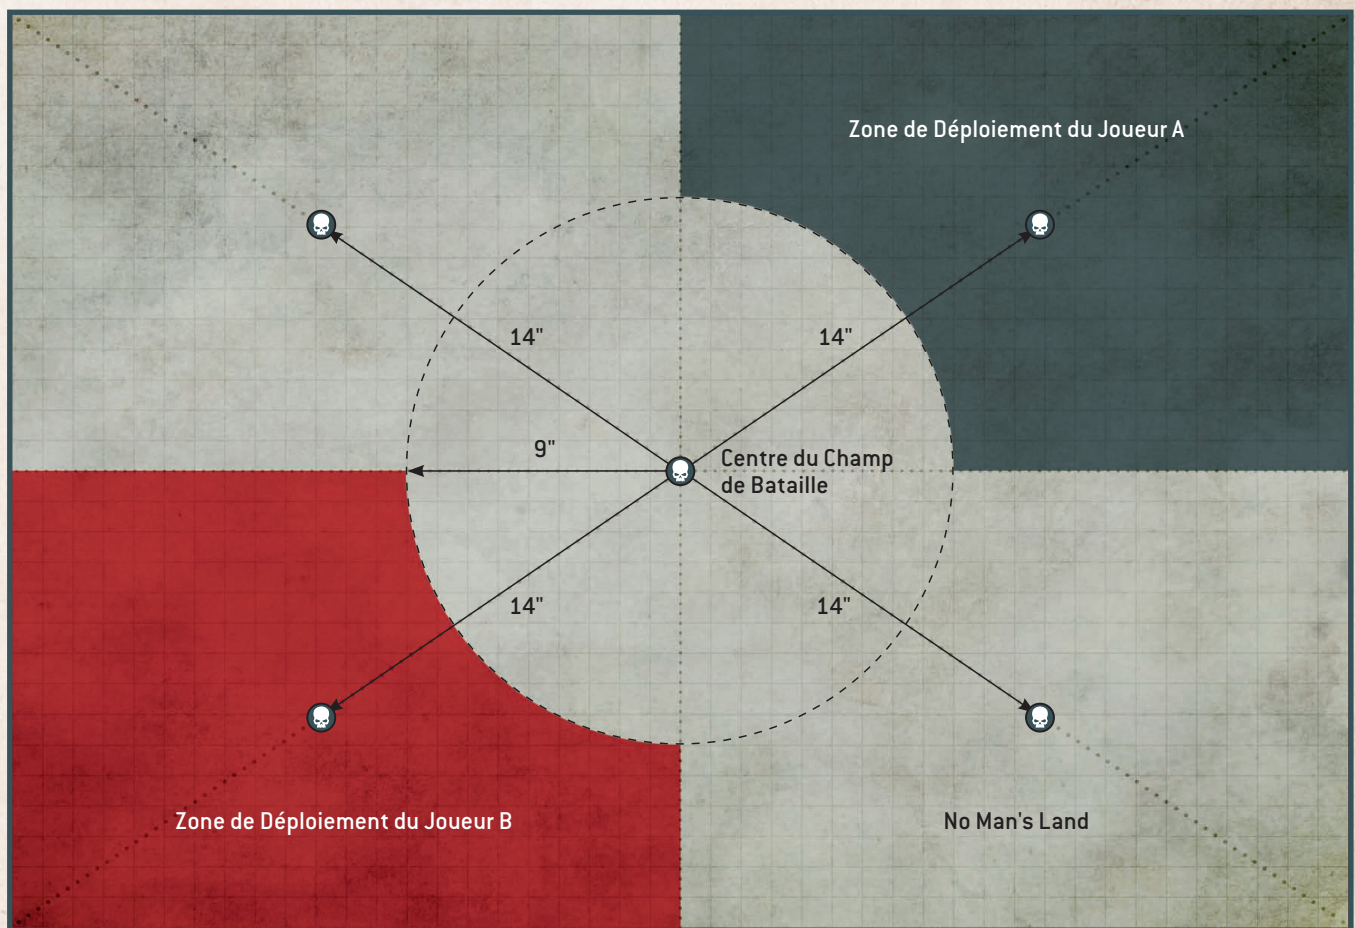 Zone de Déploiement du Joueur A
14"
14"
9"
Centre du Champ
de Bataille
14"
14"
Zone de Déploiement du Joueur B
No Man's Land